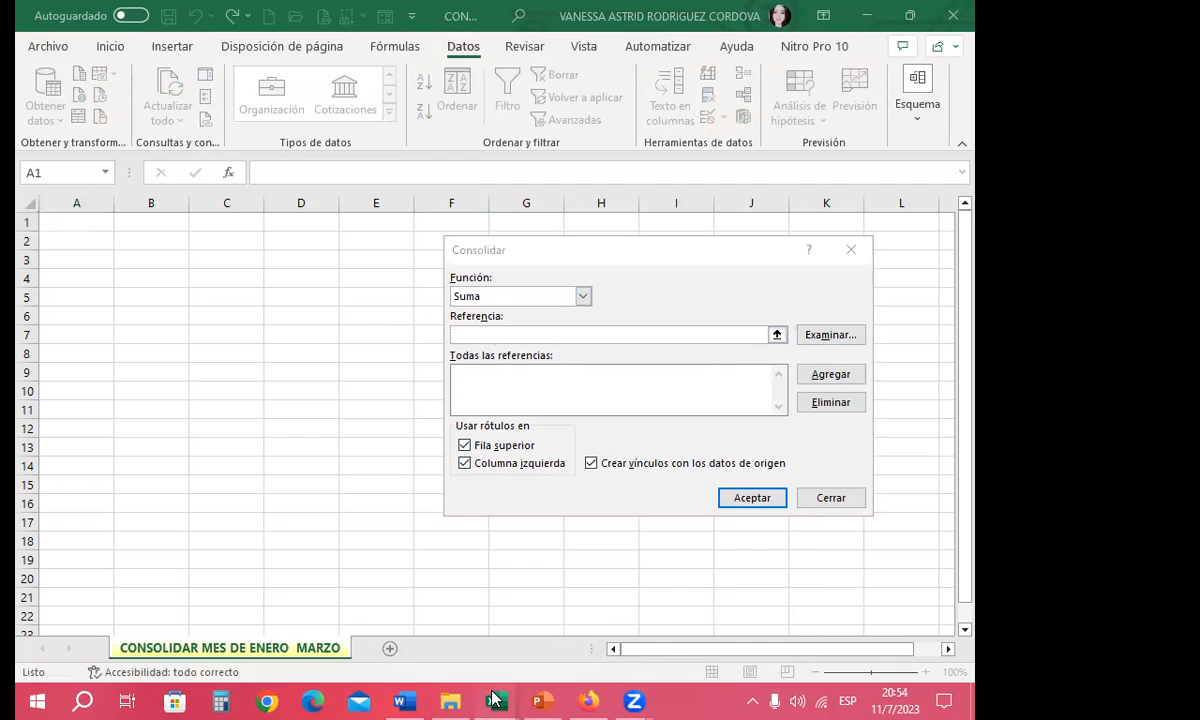 Autoguardado
CON...
VANESSA ASTRID RODRIGUEZ CORDOVA
Archivo Inicio Insertar Disposición de página Fórmulas Datos Revisar Vista Automatizar Ayuda Nitro Pro 10
Obtener datos
Actualizar todo
Organización Cotizaciones
Ordenar
Filtro
Borrar
Volver a aplicar
Avanzadas
Texto en columnas
Análisis de hipótesis
Previsión
Esquema
Obtener y transform... Consultas y con... Tipos de datos Ordenar y filtrar Herramientas de datos Previsión
A1
fx
A B C D E F G H I J K L
1
2
3
4
5
6
7
8
9
10
11
12
13
14
15
16
17
18
19
20
21
22
23
Consolidar ?
Función:
Suma
Referencia:
Examinar...
Todas las referencias:
Agregar
Eliminar
Usar rótulos en
Fila superior
Columna izquierda Crear vínculos con los datos de origen
Aceptar Cerrar
CONSOLIDAR MES DE ENERO MARZO
Listo Accesibilidad: todo correcto 100%
ESP
20:54
11/7/2023